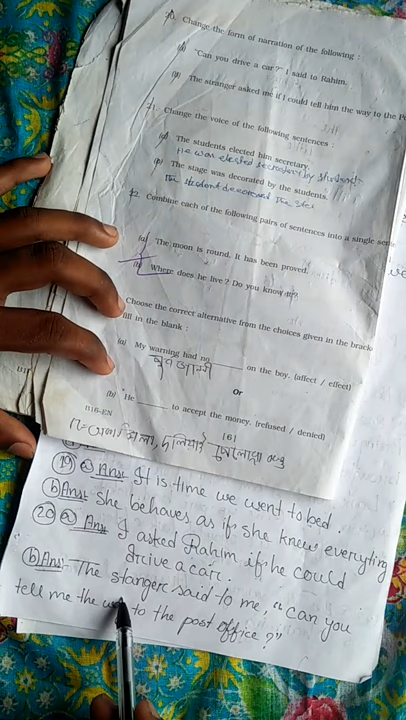 20. Change the form of narration of the following :
(a) "Can you drive a car?" I said to Rahim.
(b) The stranger asked me if I could tell him the way to the
21. Change the voice of the following sentences :
(a) The students elected him secretary.
He was elected secretary by student
(b) The stage was decorated by the students.
The student decorated the
Combine each of the following pairs of sentences into a single
(a) The moon is round. It has been proved.
(b) Where does he live? Do you know
Choose the correct alternative from the choices given in the
fill in the blank :
(a) My warning had no ______ on the boy. (affect / effect)
Or
(b) He ______ to accept the money. (refused / denied)
I116-EN [6]
(19) (a) Ans: It is time we went to bed.
(b) Ans: She behaves as if she knew everything
(20) (a) Ans: I asked Rahim if he could
drive a car.
(b) Ans:- The stanger said to me, "can you
tell me the to the post office?"